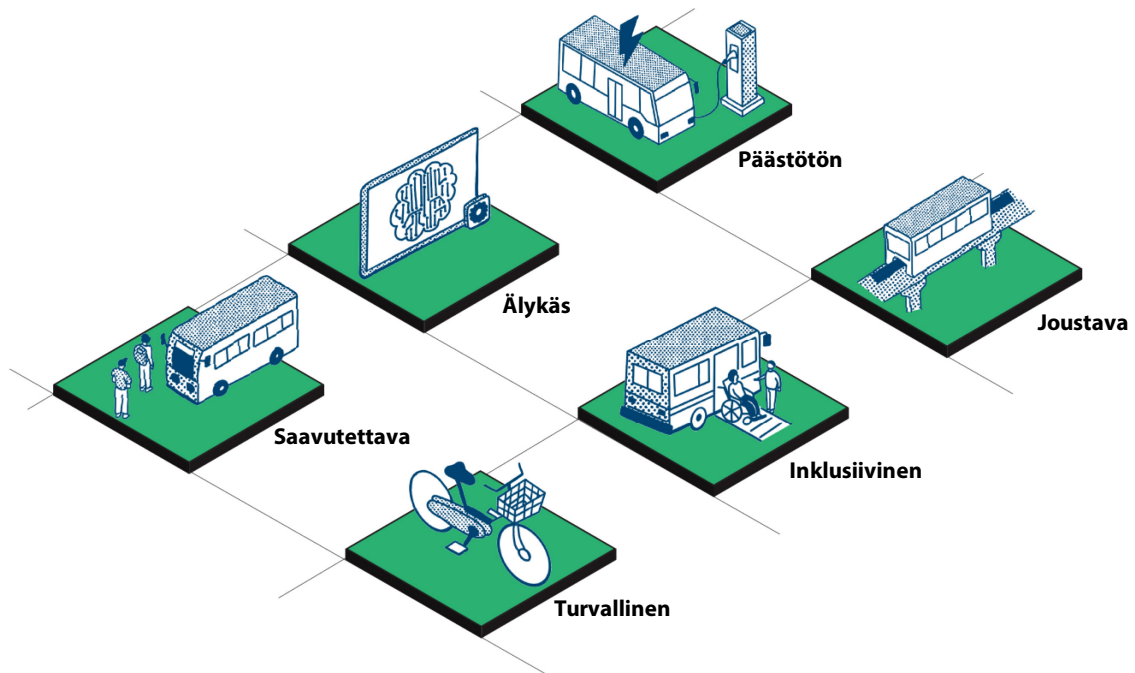 Päästötön
Älykäs
Joustava
Saavutettava
Inklusiivinen
Turvallinen